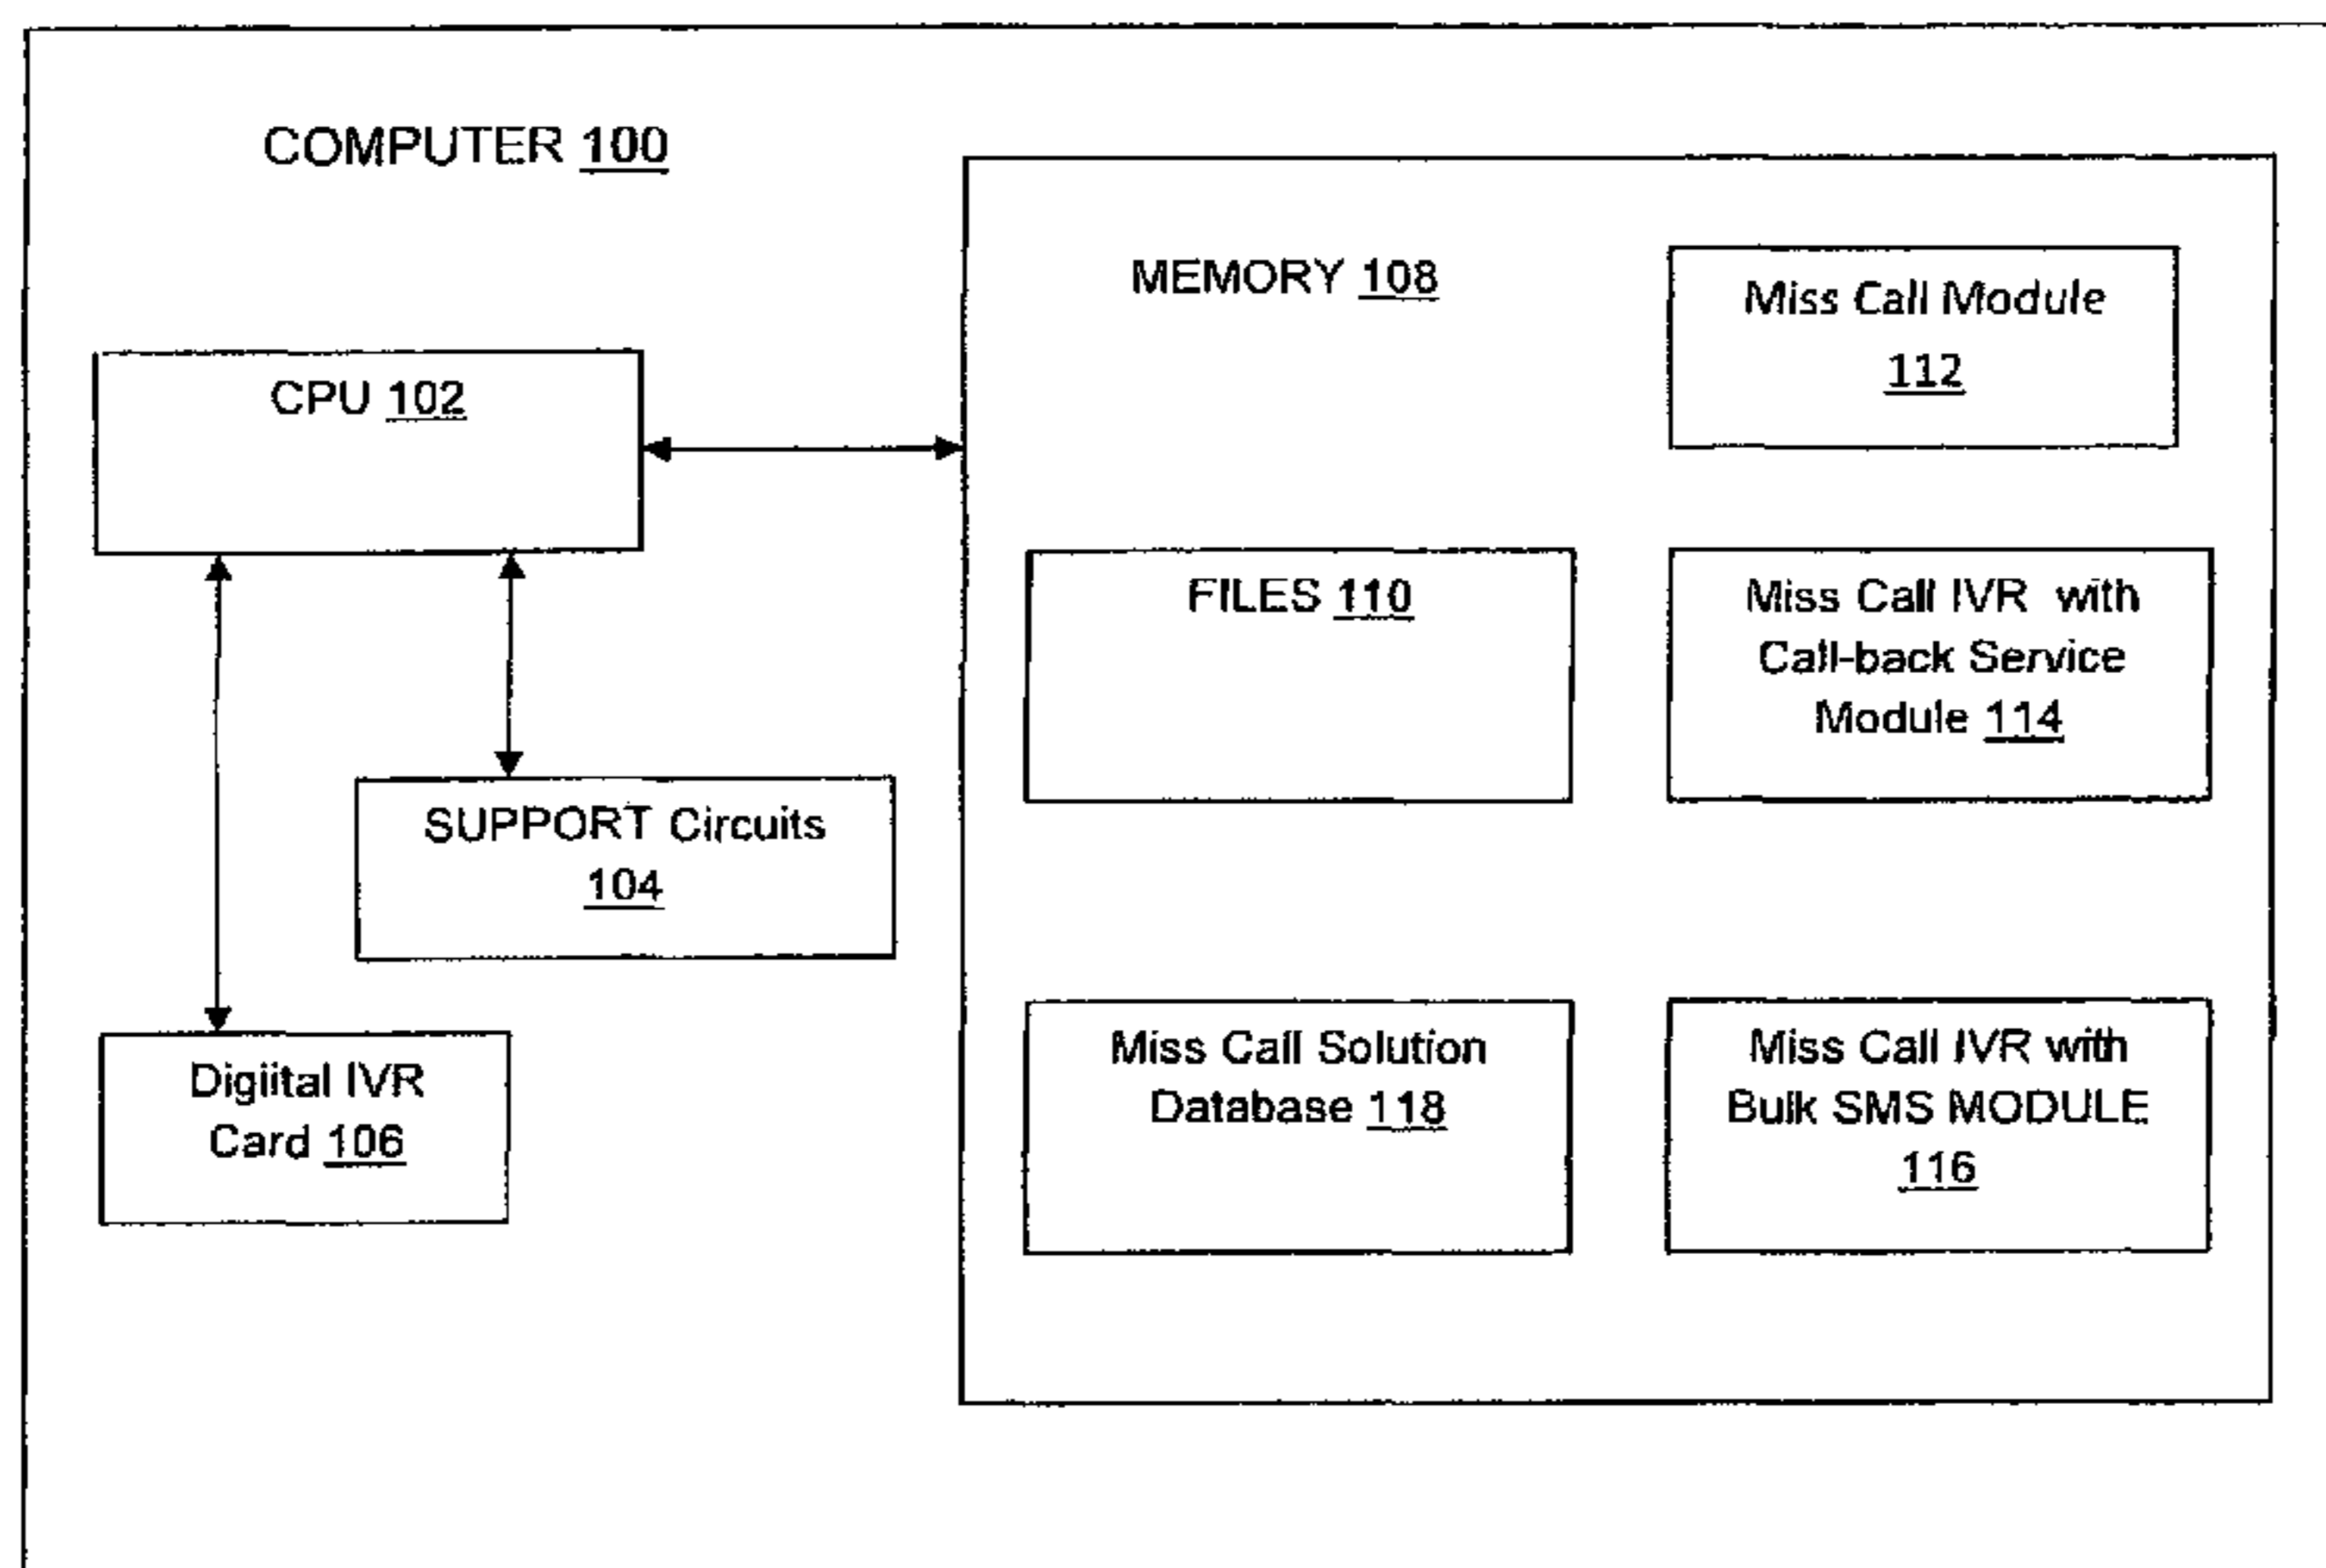 COMPUTER 100
CPU 102
SUPPORT Circuits
104
Digiital IVR
Card 106
MEMORY 108
Miss Call Module
112
FILES 110
Miss Call IVR with
Call-back Service
Module 114
Miss Call Solution
Database 118
Miss Call IVR with
Bulk SMS MODULE
116